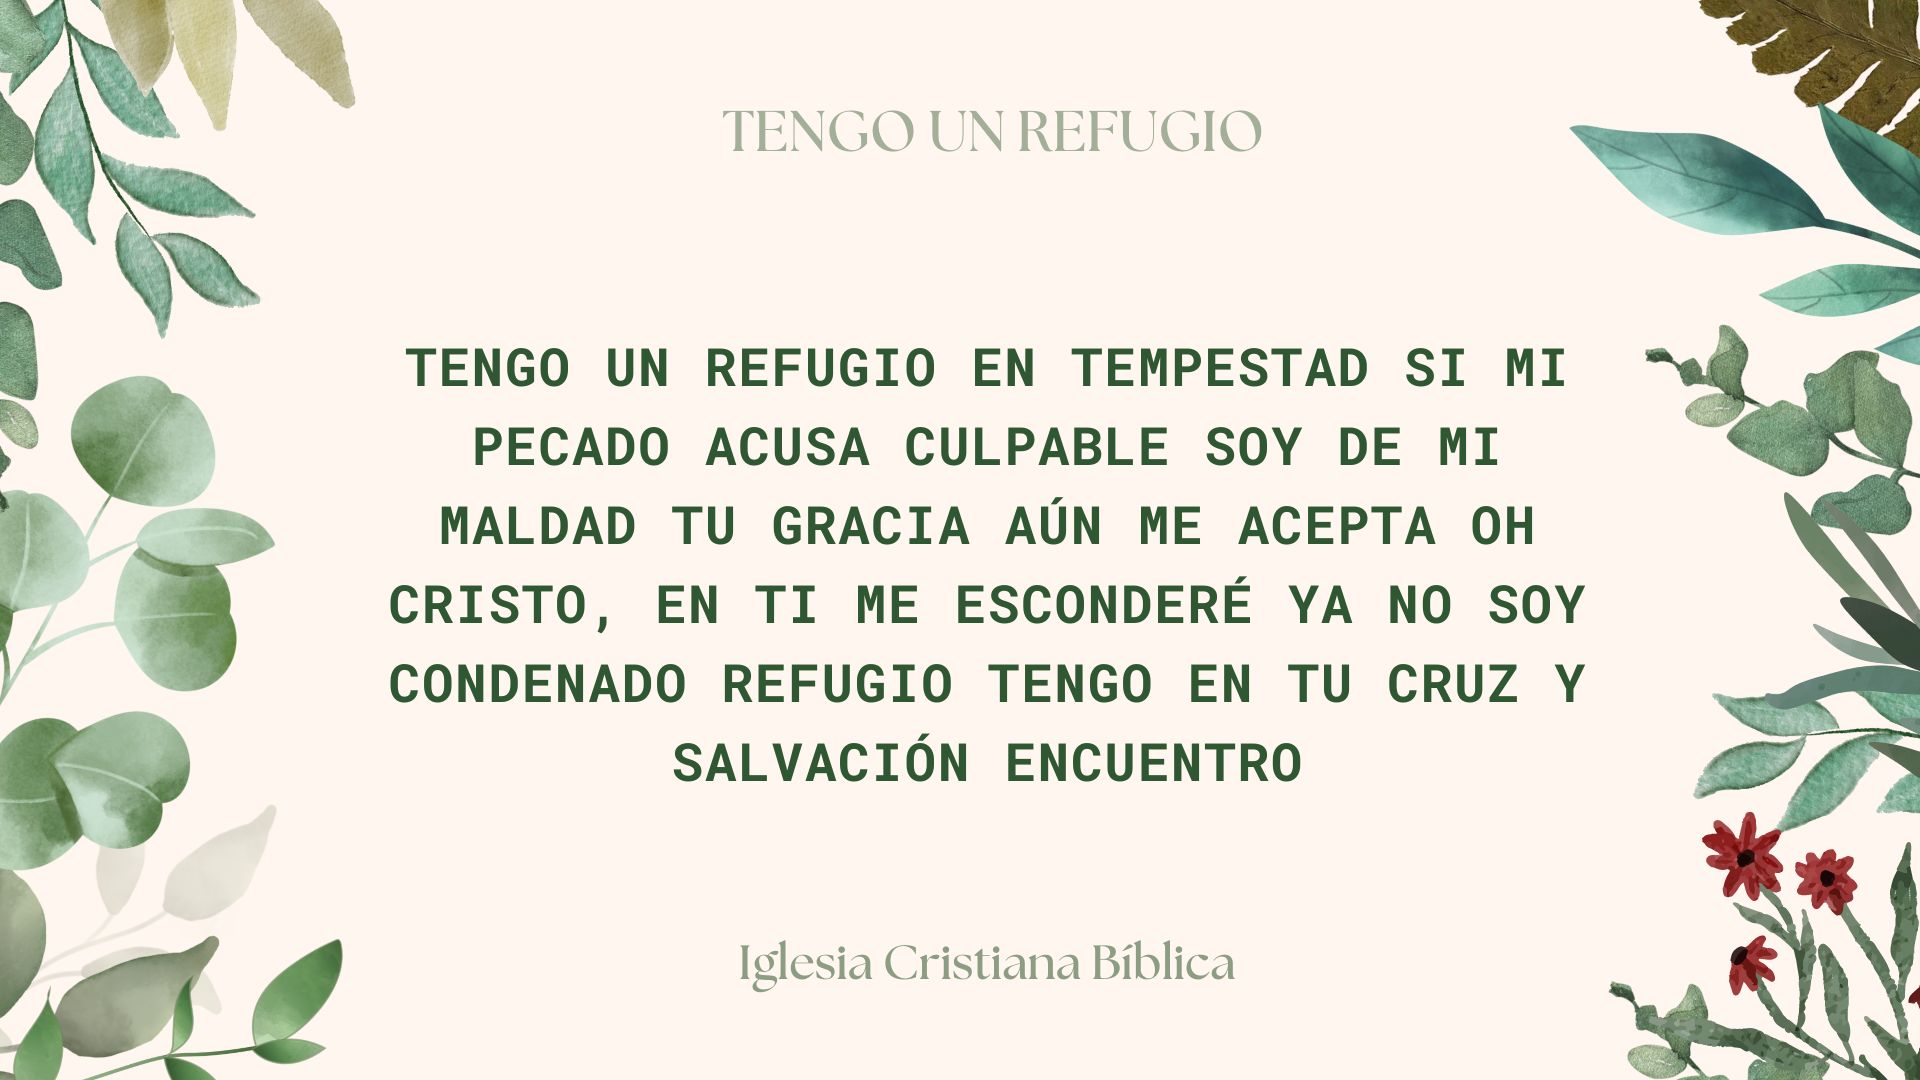 TENGO UN REFUGIO
TENGO UN REFUGIO EN TEMPESTAD SI MI
PECADO ACUSA CULPABLE SOY DE MI
MALDAD TU GRACIA AÚN ME ACEPTA OH
CRISTO, EN TI ME ESCONDERÉ YA NO SOY
CONDENADO REFUGIO TENGO EN TU CRUZ Y
SALVACIÓN ENCUENTRO
Iglesia Cristiana Bíblica